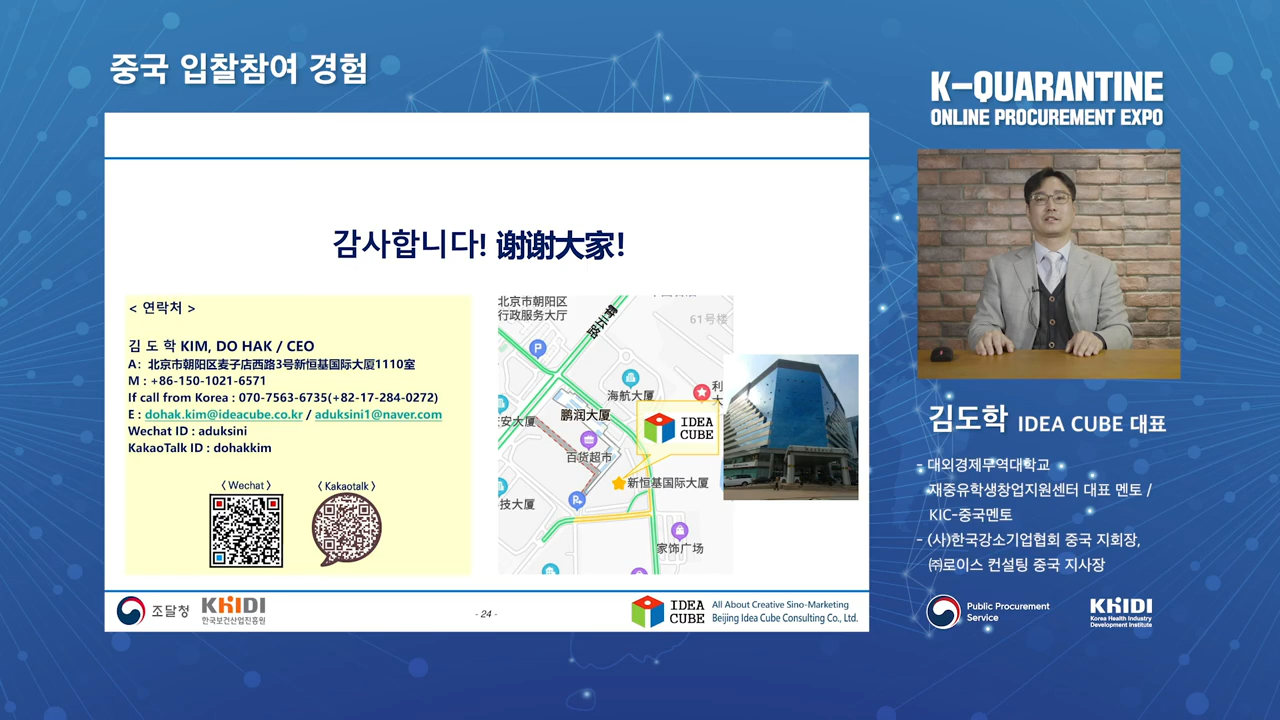 중국 입찰참여 경험
K-QUARANTINE
ONLINE PROCUREMENT EXPO
감사합니다! 谢谢大家!
< 연락처 >
김 도 학 KIM, DO HAK / CEO
A: 北京市朝阳区麦子店西路3号新恒基国际大厦1110室
M : +86-150-1021-6571
If call from Korea : 070-7563-6735(+82-17-284-0272)
E : dohak.kim@ideacube.co.kr / aduksini1@naver.com
Wechat ID : aduksini
KakaoTalk ID : dohakkim
〈 Wechat 〉
〈 Kakaotalk 〉
北京市朝阳区
行政服务大厅
霄云路
61号楼
P
海航大厦
利
大
安大厦
鹏润大厦
IDEA
CUBE
百货超市
新恒基国际大厦
技大厦
P
家饰广场
조달청
KHIDI
한국보건산업진흥원
- 24 -
IDEA
CUBE
All About Creative Sino-Marketing
Beijing Idea Cube Consulting Co., Ltd.
김도학 IDEA CUBE 대표
- 대외경제무역대학교
재중유학생창업지원센터 대표 멘토 /
KIC-중국멘토
- (사)한국강소기업협회 중국 지회장,
㈜로이스 컨설팅 중국 지사장
Public Procurement
Service
KHIDI
Korea Health Industry
Development Institute